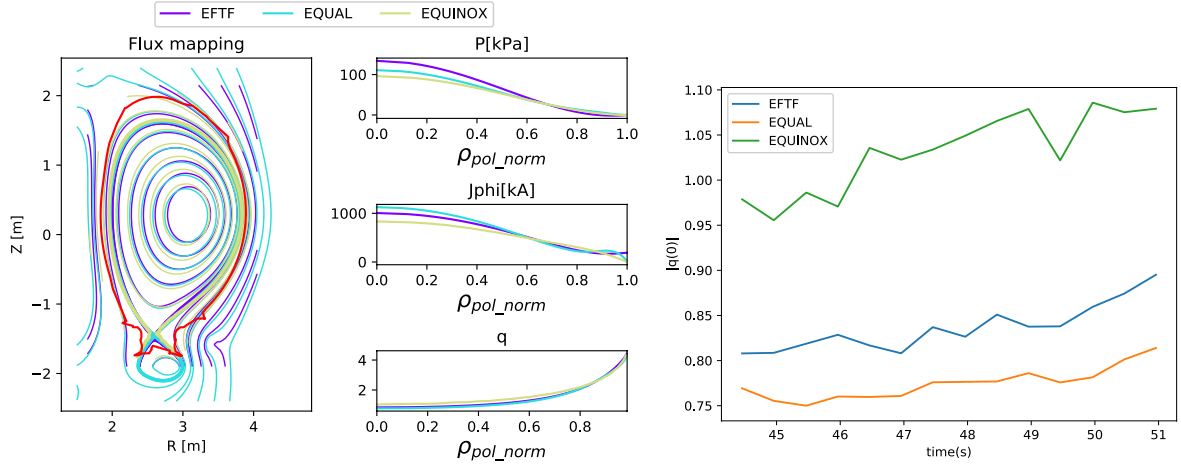 EFTF EQUAL EQUINOX
Flux mapping
2
1
0
−1
−2
Z [m]
2 3 4
R [m]
P[kPa]
100
0
0.0 0.2 0.4 0.6 0.8 1.0
ρpol_norm
Jphi[kA]
1000
0
0.0 0.2 0.4 0.6 0.8 1.0
ρpol_norm
q
4
2
0.0 0.2 0.4 0.6 0.8
ρpol_norm
EFTF
EQUAL
EQUINOX
1.10
1.05
1.00
0.95
0.90
0.85
0.80
0.75
|q(0)|
45 46 47 48 49 50 51
time(s)